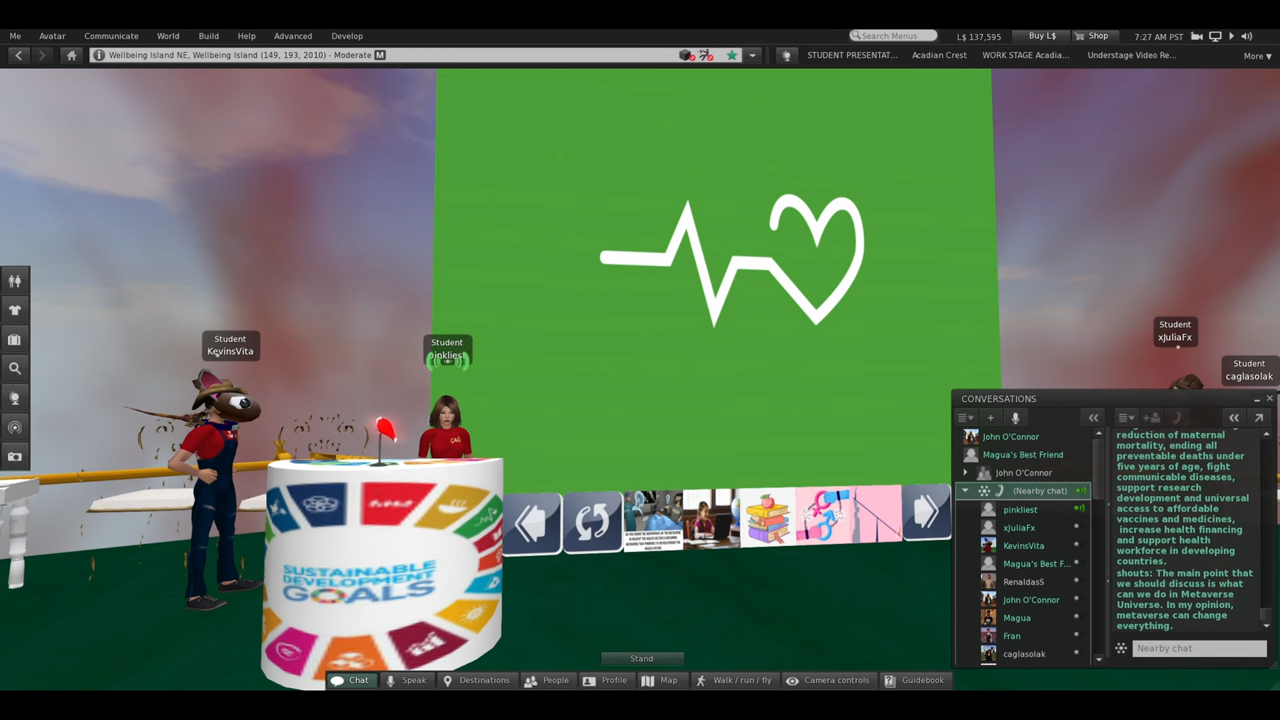 Me Avatar Communicate World Build Help Advanced Develop
Search Menus
L$ 137,595
Buy L$
Shop
7:27 AM PST
Wellbeing Island NE, Wellbeing Island (149, 193, 2010) - Moderate M
STUDENT PRESENTAT...
Acadian Crest
WORK STAGE Acadia...
Understage Video Re...
More
Student
KevinsVita
Student
pinkliest
Student
xJuliaFx
Student
caglasolak
SUSTAINABLE
DEVELOPMENT
GOALS
CONVERSATIONS
John O'Connor
Magua's Best Friend
John O'Connor
(Nearby chat)
pinkliest
xJuliaFx
KevinsVita
Magua's Best F...
RenaldasS
John O'Connor
Magua
Fran
caglasolak
reduction of maternal
mortality, ending all
preventable deaths under
five years of age, fight
communicable diseases,
support research
development and universal
access to affordable
vaccines and medicines,
increase health financing
and support health
workforce in developing
countries.
shouts: The main point that
we should discuss is what
can we do in Metaverse
Universe. In my opinion,
metaverse can change
everything.
Nearby chat
Stand
Chat
Speak
Destinations
People
Profile
Map
Walk / run / fly
Camera controls
Guidebook